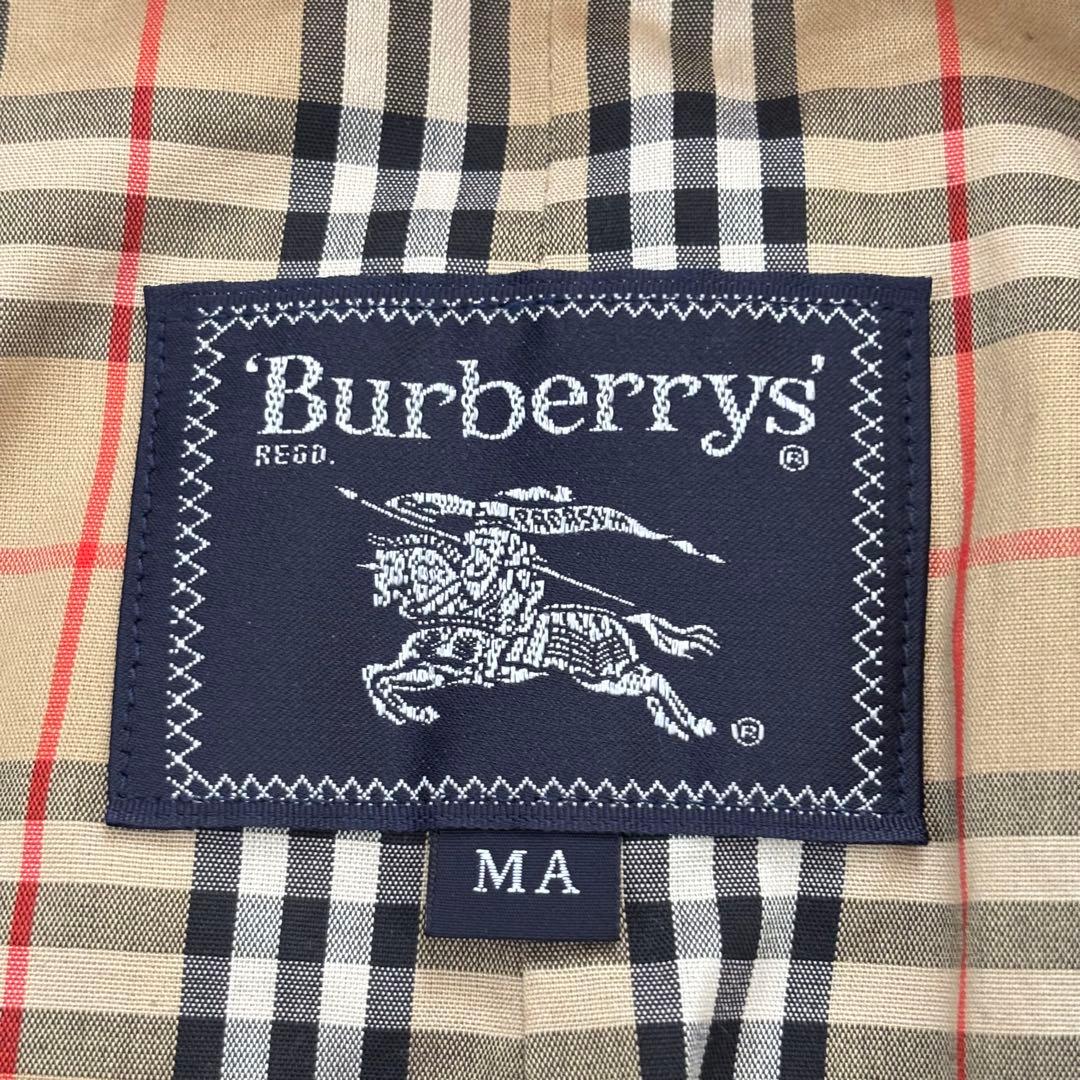 ‘Burberrys’
REGD. ®
®
MA